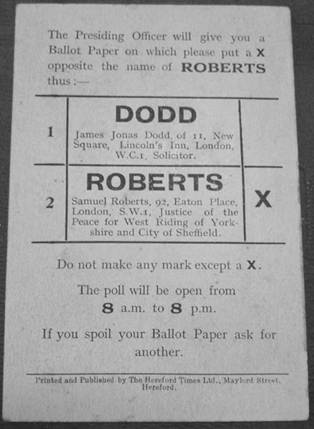 The Presiding Officer will give you a
Ballot Paper on which please put a X
opposite the name of ROBERTS
thus :—
1
DODD
James Jonas Dodd, of 11, New
Square, Lincoln's Inn, London,
W.C.1, Solicitor.
2
ROBERTS
Samuel Roberts, 92, Eaton Place,
London, S.W.1, Justice of the
Peace for West Riding of York-
shire and City of Sheffield.
X
Do not make any mark except a X.
The poll will be open from
8 a.m. to 8 p.m.
If you spoil your Ballot Paper ask for
another.
Printed and Published by The Hereford Times Ltd., Maylord Street,
Hereford.